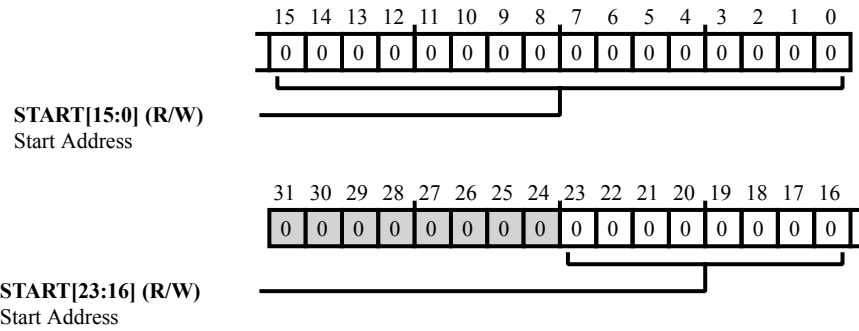 15 14 13 12 11 10 9 8 7 6 5 4 3 2 1 0
0 0 0 0 0 0 0 0 0 0 0 0 0 0 0 0
START[15:0] (R/W)
Start Address
31 30 29 28 27 26 25 24 23 22 21 20 19 18 17 16
0 0 0 0 0 0 0 0 0 0 0 0 0 0 0 0
START[23:16] (R/W)
Start Address